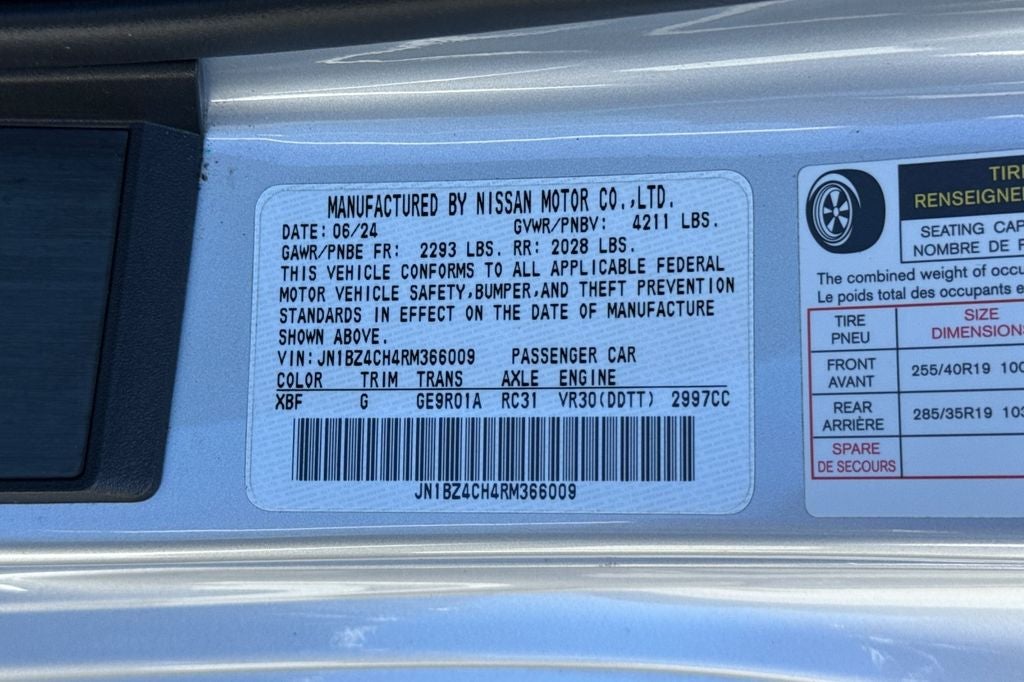 MANUFACTURED BY NISSAN MOTOR CO.,LTD.
DATE: 06/24 GVWR/PNBV: 4211 LBS.
GAWR/PNBE FR: 2293 LBS. RR: 2028 LBS.
THIS VEHICLE CONFORMS TO ALL APPLICABLE FEDERAL
MOTOR VEHICLE SAFETY,BUMPER,AND THEFT PREVENTION
STANDARDS IN EFFECT ON THE DATE OF MANUFACTURE
SHOWN ABOVE.
VIN:JN1BZ4CH4RM366009 PASSENGER CAR
COLOR TRIM TRANS AXLE ENGINE
XBF G GE9R01A RC31 VR30(DDTT) 2997CC
JN1BZ4CH4RM366009
TIRE
RENSEIGNE
SEATING CAP
NOMBRE DE P
The combined weight of occu
Le poids total des occupants e
TIRE
PNEU
SIZE
DIMENSIONS
FRONT
AVANT
255/40R19 100
REAR
ARRIÈRE
285/35R19 103
SPARE
DE SECOURS